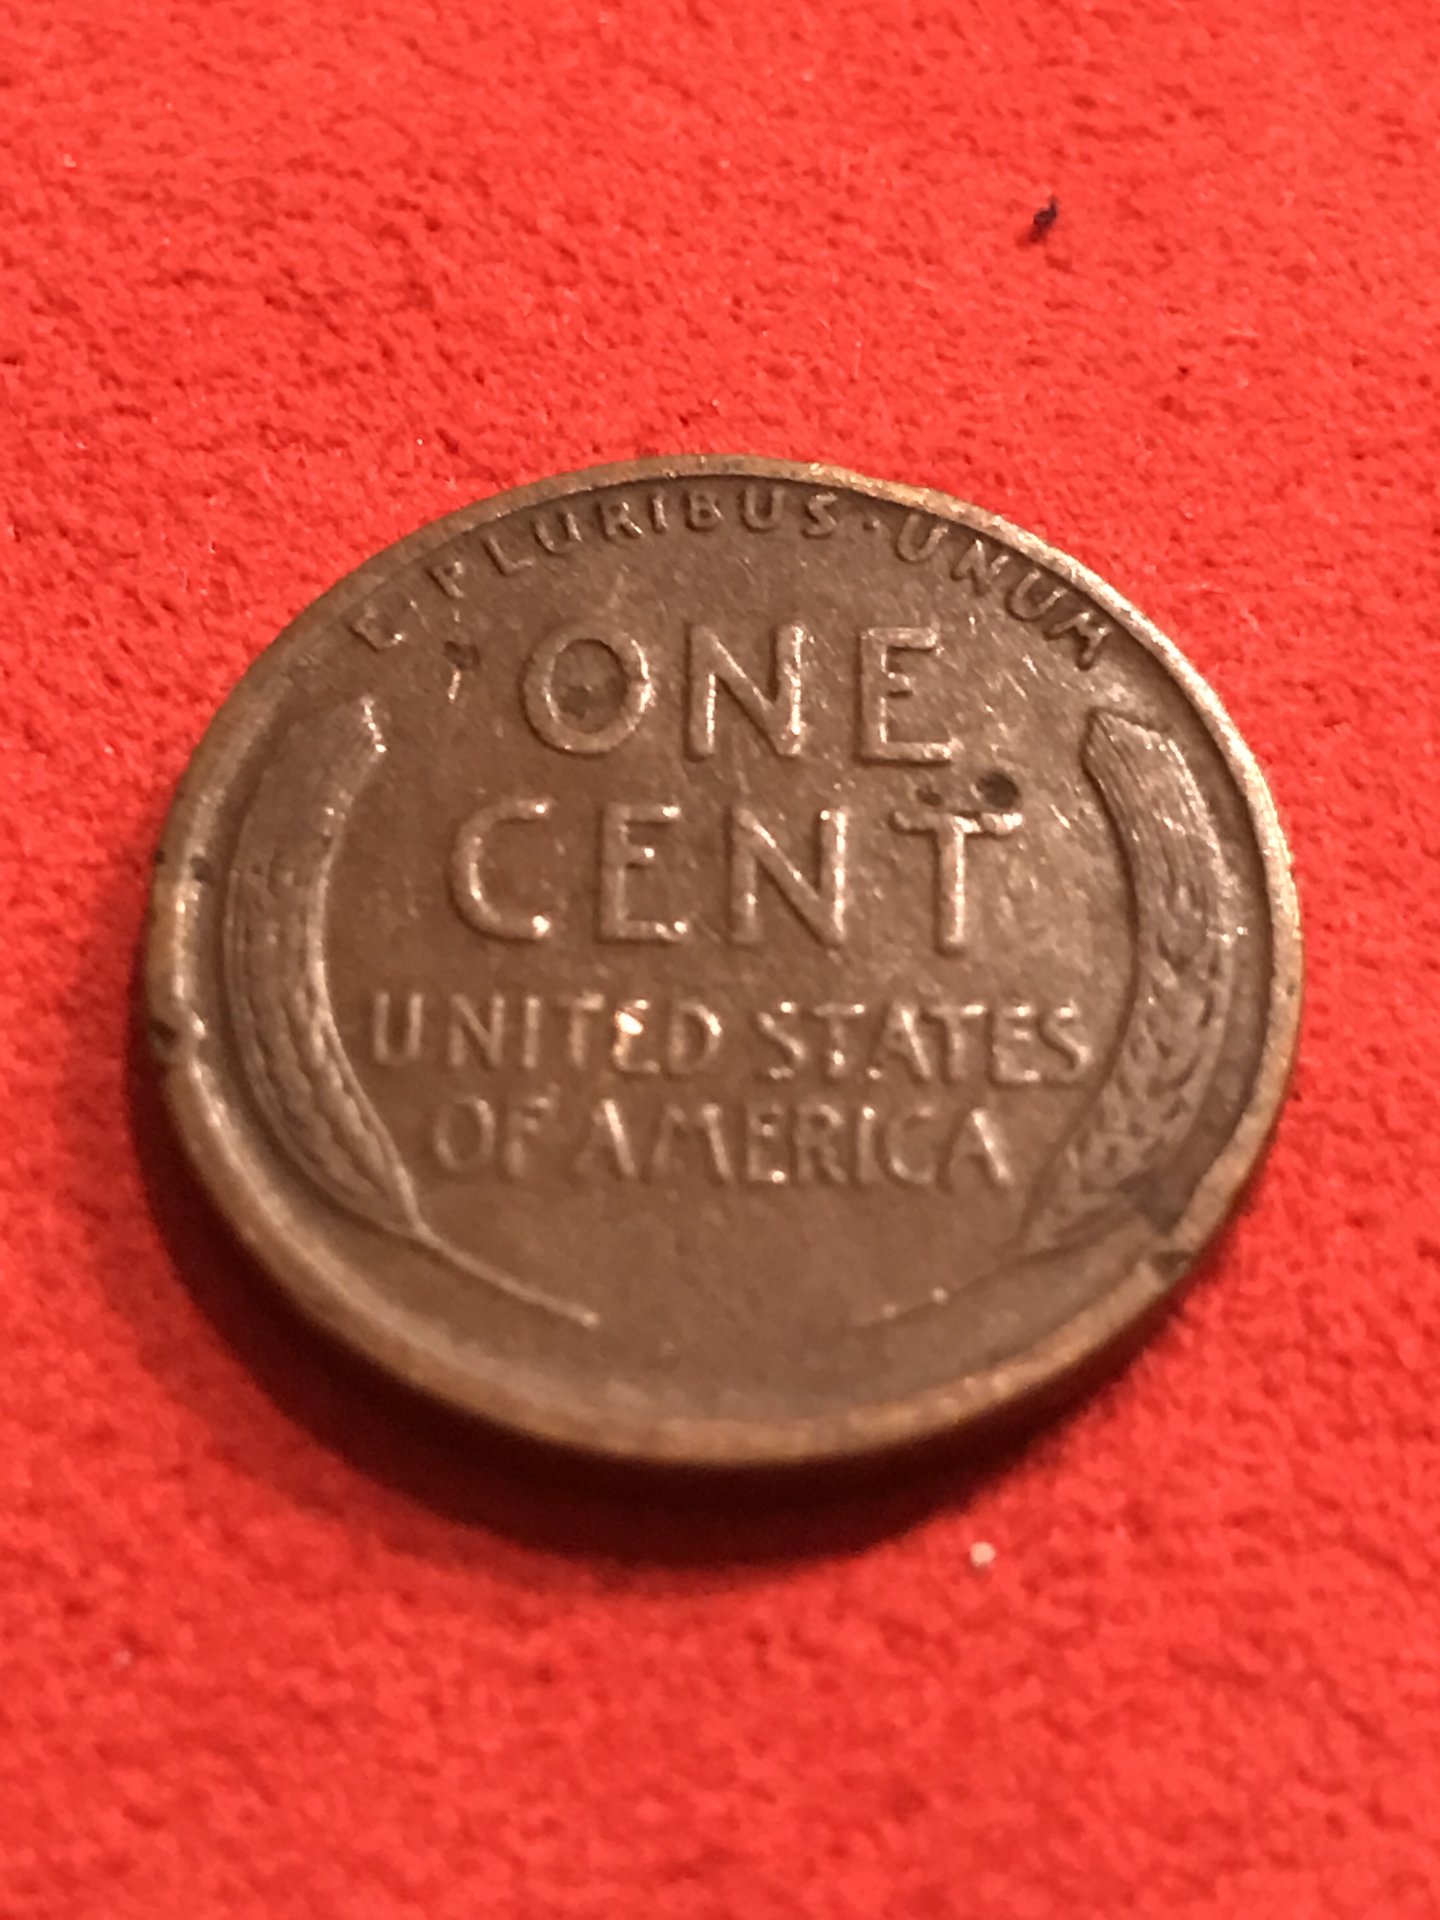 E·PLURIBUS·UNUM
ONE
CENT
UNITED STATES
OF AMERICA